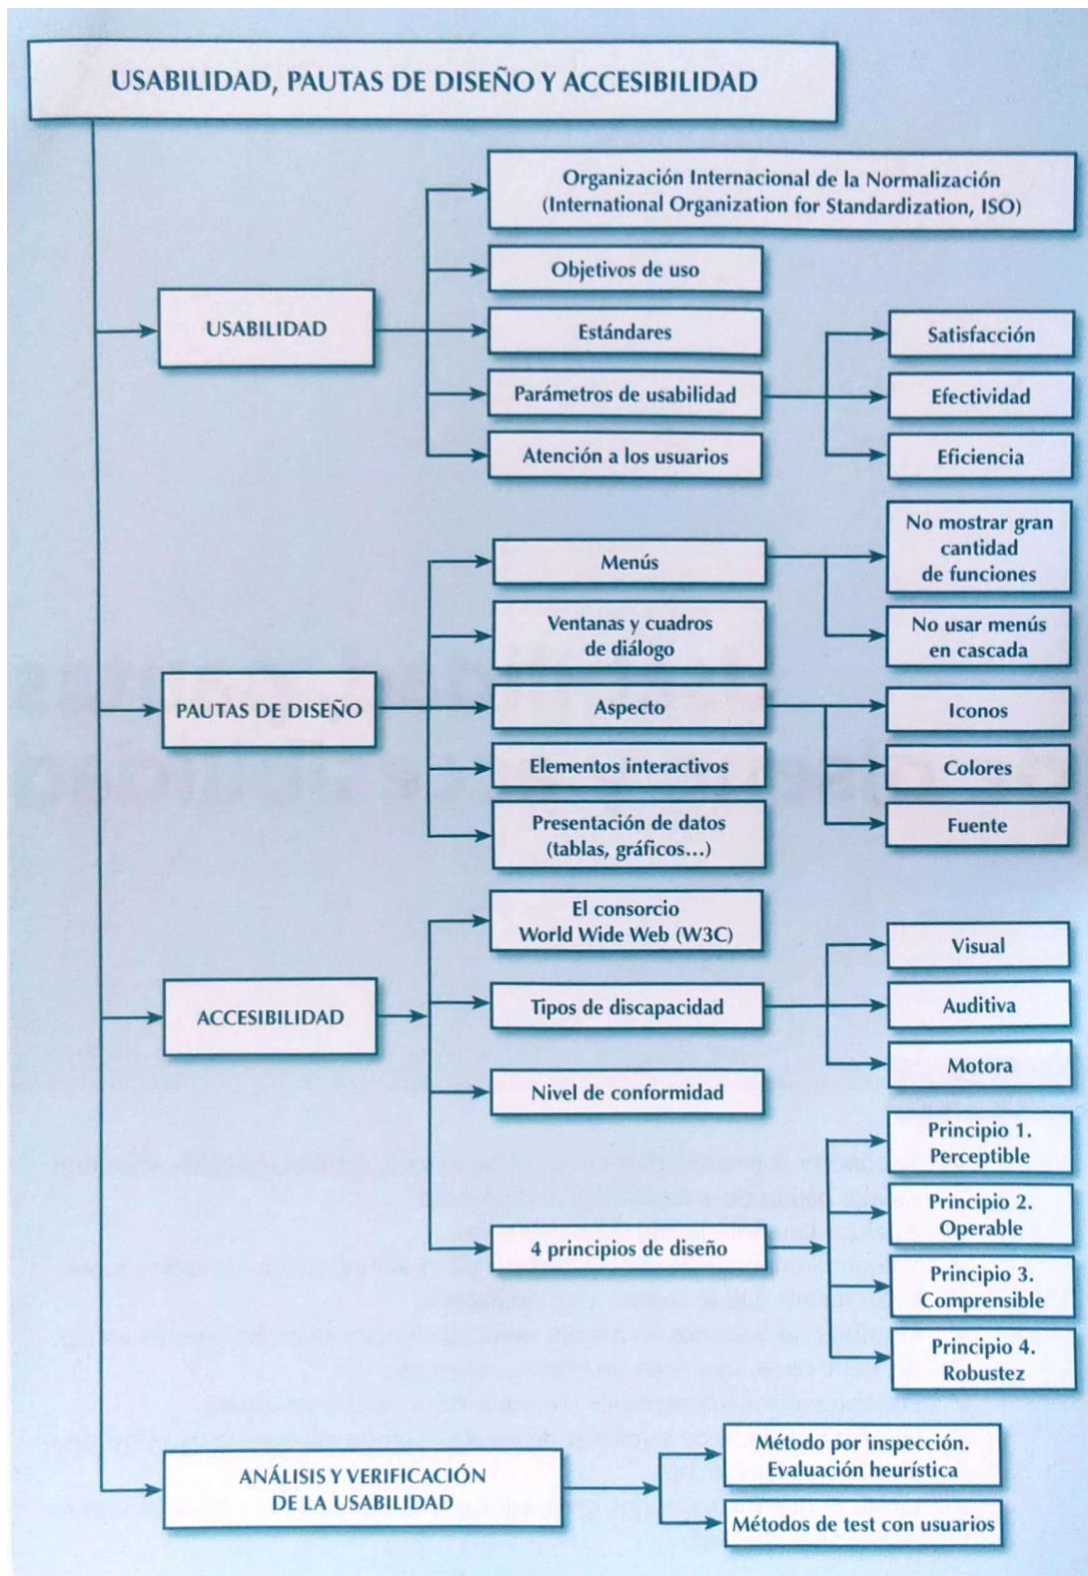 USABILIDAD, PAUTAS DE DISEÑO Y ACCESIBILIDAD
USABILIDAD
Organización Internacional de la Normalización
(International Organization for Standardization, ISO)
Objetivos de uso
Estándares
Parámetros de usabilidad
Satisfacción
Efectividad
Eficiencia
Atención a los usuarios
PAUTAS DE DISEÑO
Menús
No mostrar gran
cantidad
de funciones
No usar menús
en cascada
Ventanas y cuadros
de diálogo
Aspecto
Iconos
Colores
Fuente
Elementos interactivos
Presentación de datos
(tablas, gráficos...)
ACCESIBILIDAD
El consorcio
World Wide Web (W3C)
Tipos de discapacidad
Visual
Auditiva
Motora
Nivel de conformidad
4 principios de diseño
Principio 1.
Perceptible
Principio 2.
Operable
Principio 3.
Comprensible
Principio 4.
Robustez
ANÁLISIS Y VERIFICACIÓN
DE LA USABILIDAD
Método por inspección.
Evaluación heurística
Métodos de test con usuarios